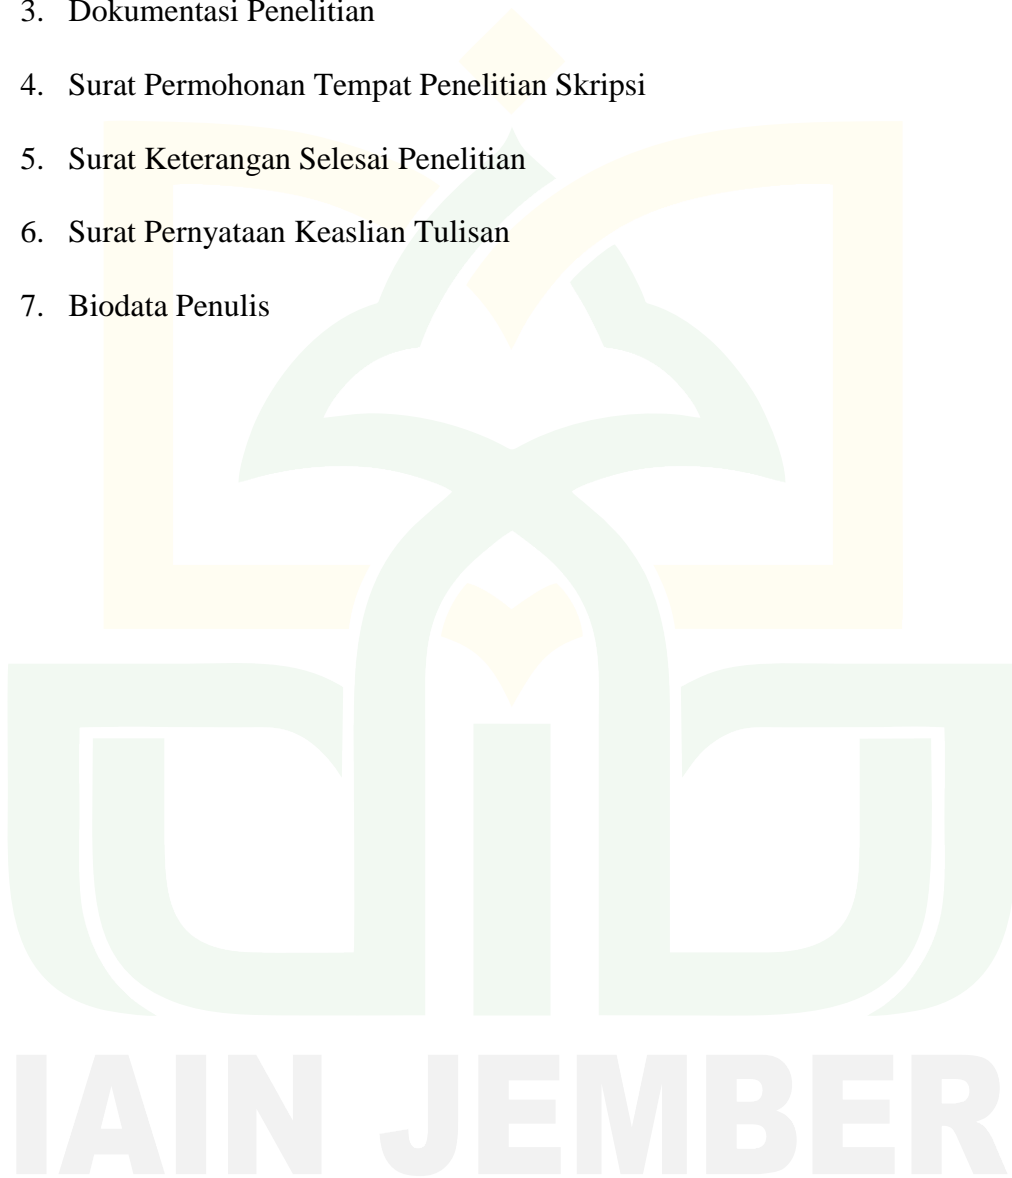 3. Dokumentasi Penelitian
4. Surat Permohonan Tempat Penelitian Skripsi
5. Surat Keterangan Selesai Penelitian
6. Surat Pernyataan Keaslian Tulisan
7. Biodata Penulis
IAIN JEMBER